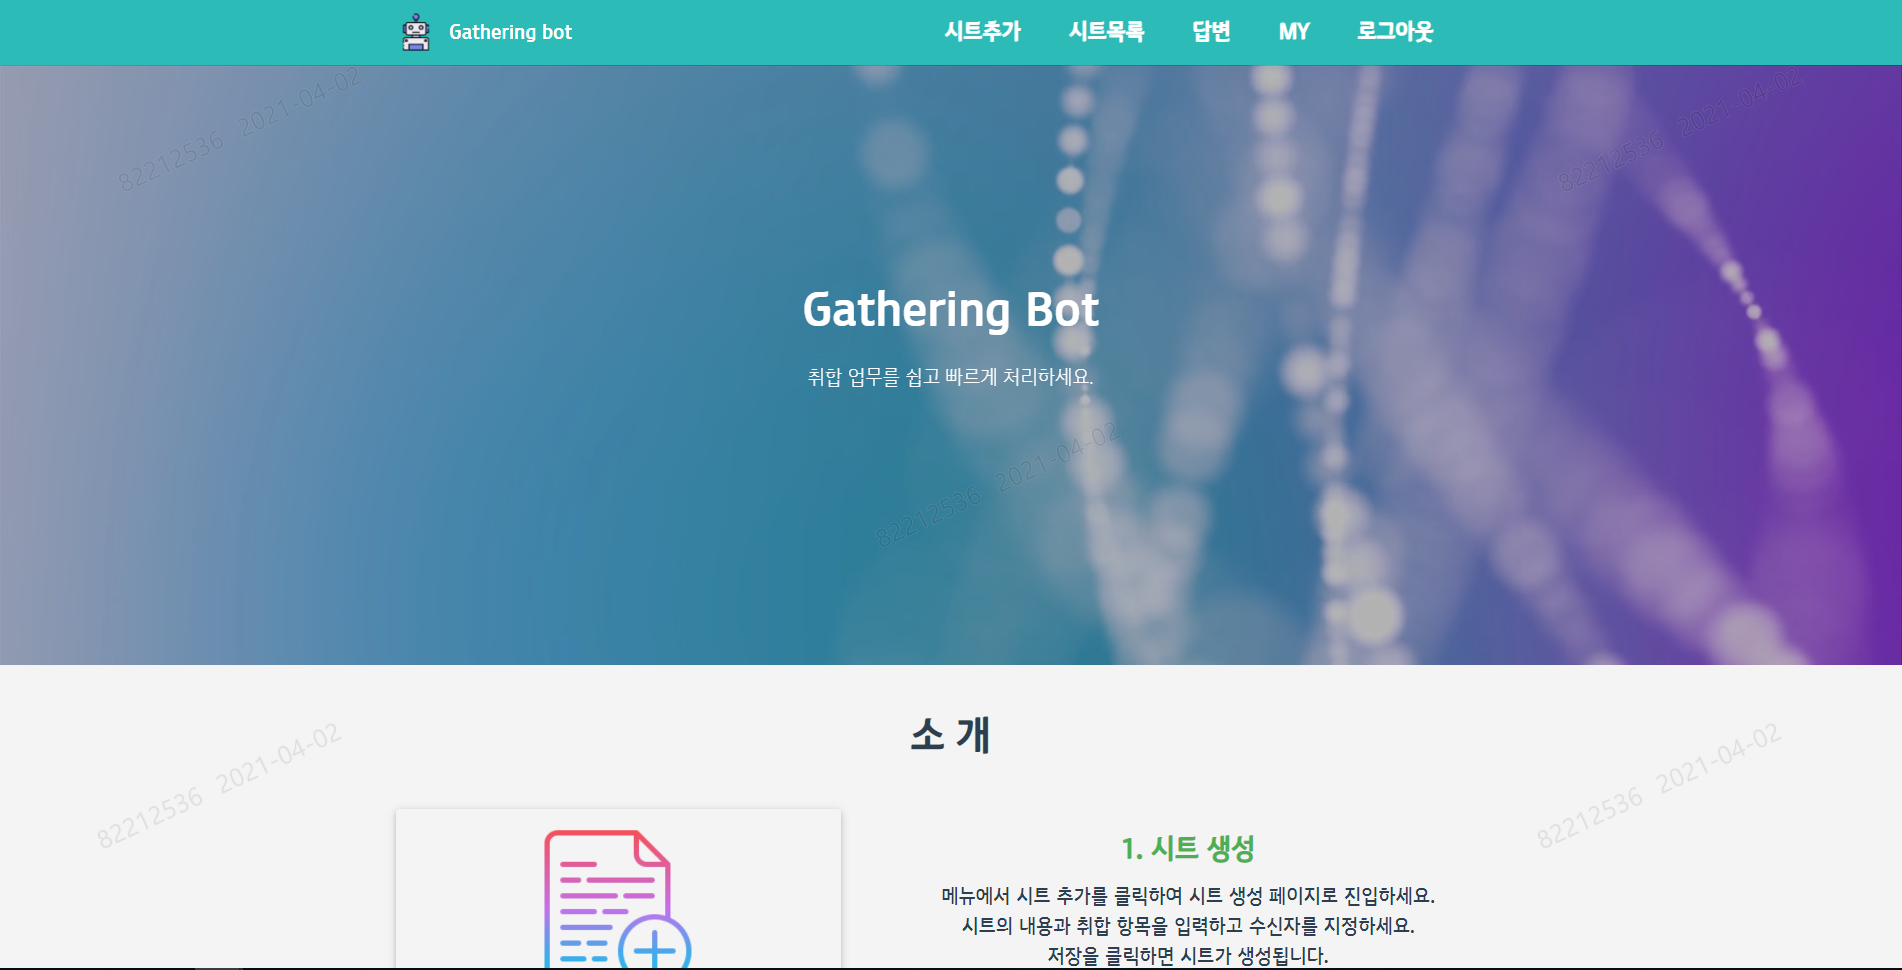 Gathering bot
시트추가 시트목록 답변 MY 로그아웃
82212536 2021-04-02
82212536 2021-04-02
Gathering Bot
취합 업무를 쉽고 빠르게 처리하세요.
82212536 2021-04-02
소 개
82212536 2021-04-02
82212536 2021-04-02
1. 시트 생성
메뉴에서 시트 추가를 클릭하여 시트 생성 페이지로 진입하세요.
시트의 내용과 취합 항목을 입력하고 수신자를 지정하세요.
저장을 클릭하면 시트가 생성됩니다.